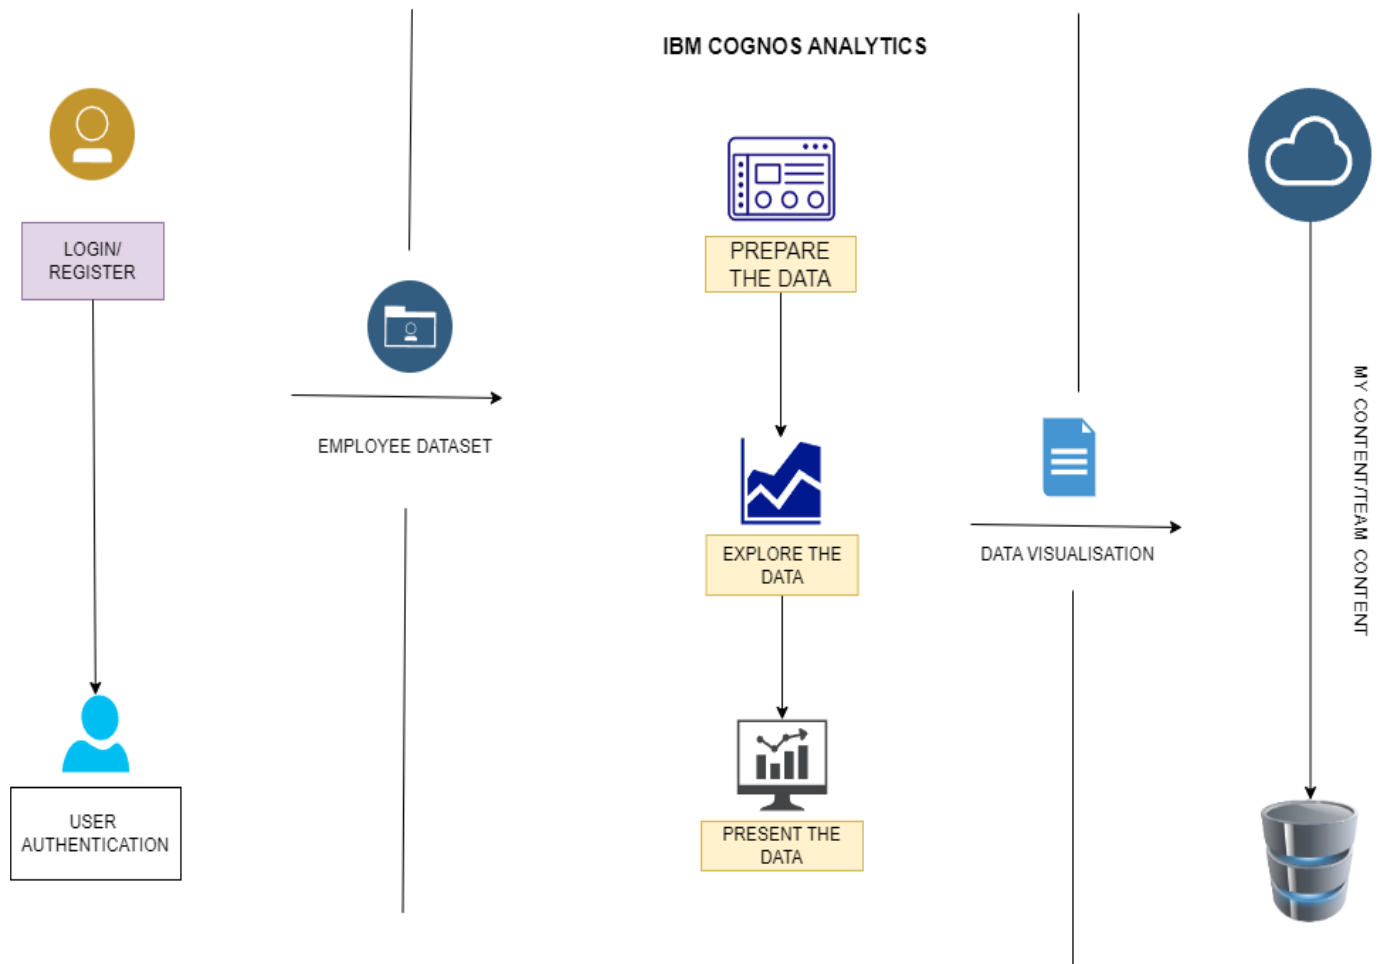 IBM COGNOS ANALYTICS
LOGIN/
REGISTER
USER
AUTHENTICATION
EMPLOYEE DATASET
PREPARE
THE DATA
EXPLORE THE
DATA
PRESENT THE
DATA
DATA VISUALISATION
MY CONTENT/TEAM CONTENT